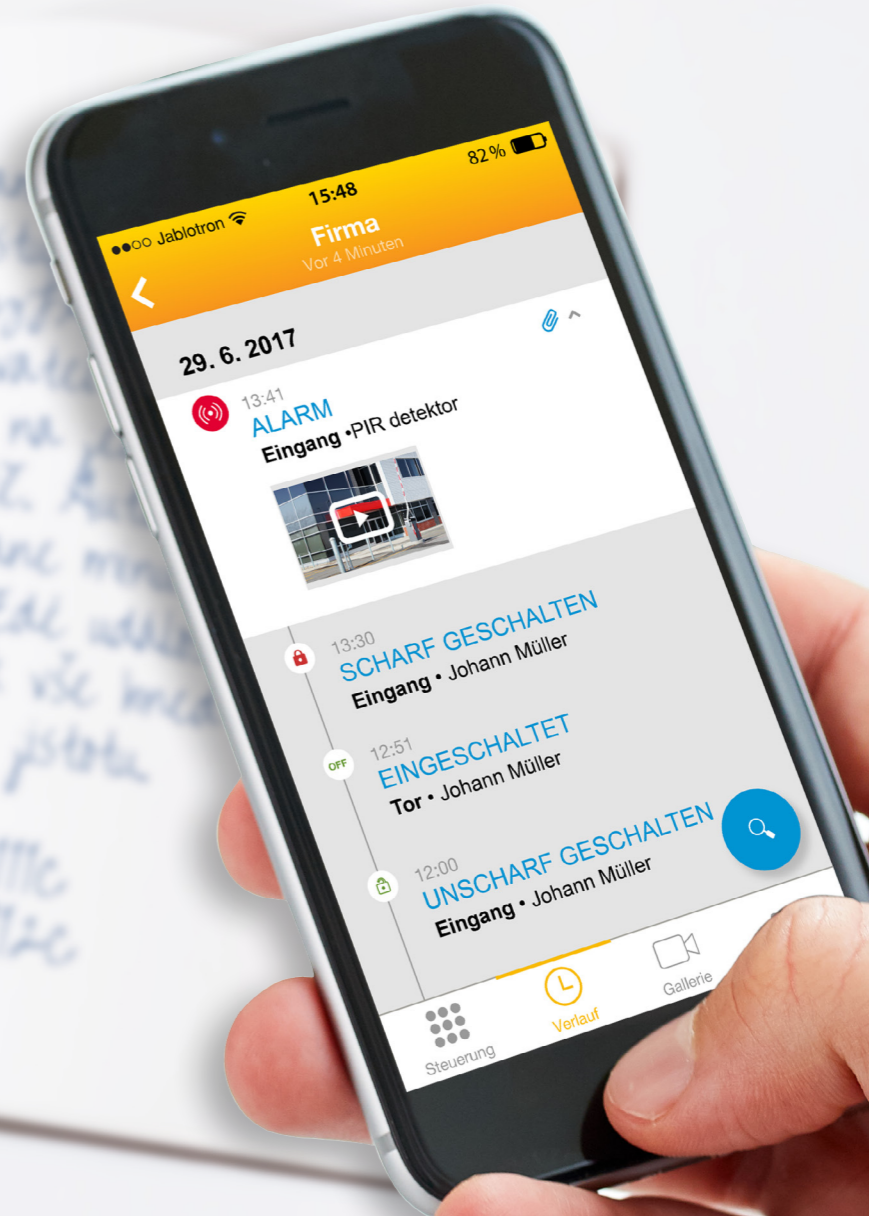 Jablotron 15:48 82%
Firma
Vor 4 Minuten
29. 6. 2017
13:41
ALARM
Eingang •PIR detektor
13:30
SCHARF GESCHALTEN
Eingang • Johann Müller
OFF
12:51
EINGESCHALTET
Tor • Johann Müller
12:00
UNSCHARF GESCHALTEN
Eingang • Johann Müller
Steuerung Verlauf Gallerie